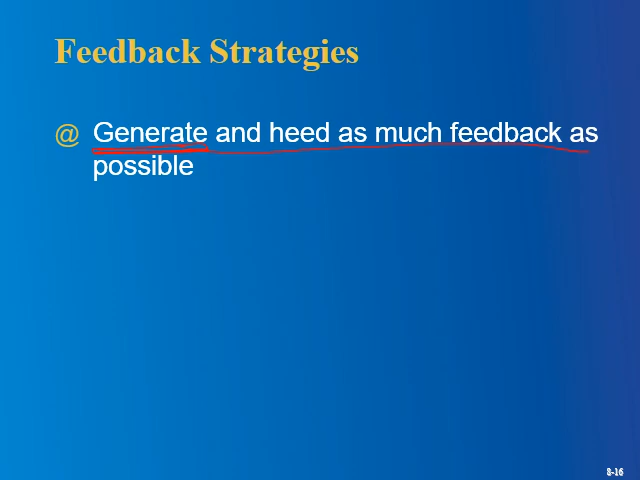 Feedback Strategies
@ Generate and heed as much feedback as
possible
8-16